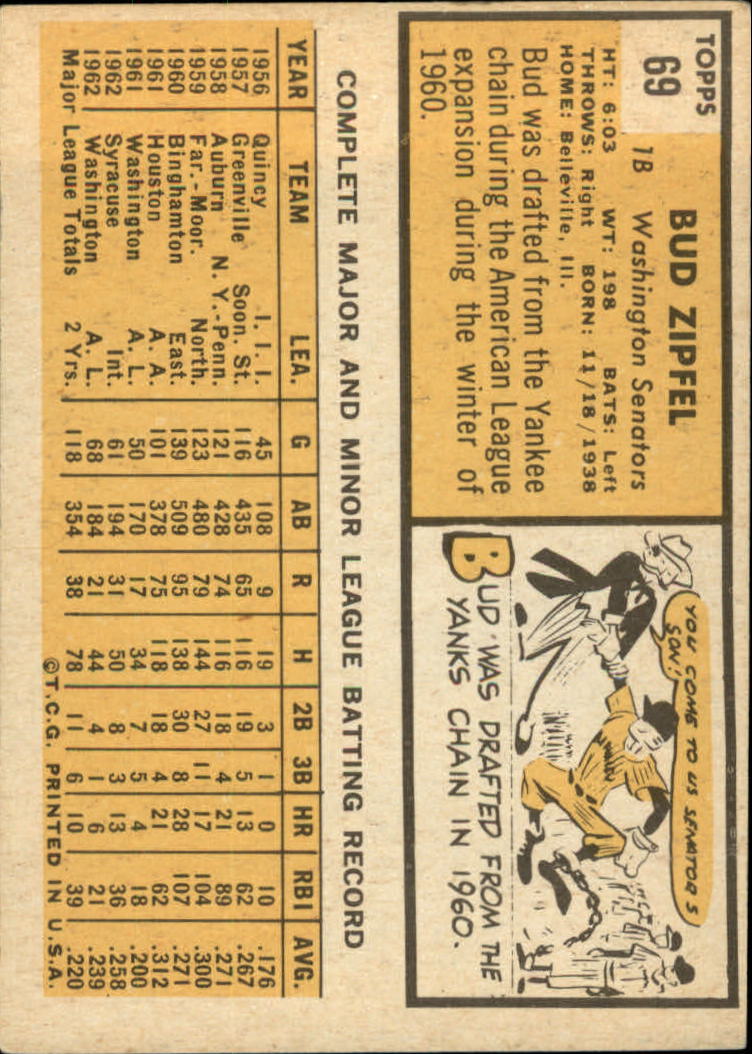 TOPPS
69
BUD ZIPFEL
1B Washington Senators
HT: 6:03 WT: 198 BATS: Left
THROWS: Right BORN: 11/18/1938
HOME: Belleville, Ill.
Bud was drafted from the Yankee
chain during the American League
expansion during the winter of
1960.
YOU COME TO US SENATORS
SON!
BUD WAS DRAFTED FROM THE
YANKS CHAIN IN 1960.
COMPLETE MAJOR AND MINOR LEAGUE BATTING RECORD
YEAR TEAM LEA. G AB R H 2B 3B HR RBI AVG.
1956 Quincy I. I. I. 45 108 9 19 3 1 0 10 .176
1957 Greenville Soon. St. 116 435 65 116 19 5 13 62 .267
1958 Auburn N. Y.-Penn. 121 428 74 116 18 4 21 89 .271
1959 Far.-Moor. North. 123 480 79 144 27 11 17 104 .300
1960 Binghamton East. 139 509 95 138 30 8 28 107 .271
1961 Houston A. A. 101 378 75 118 18 4 21 62 .312
1961 Washington A. L. 50 170 17 34 7 5 4 18 .200
1962 Syracuse Int. 61 194 31 50 8 3 13 36 .258
1962 Washington A. L. 68 184 21 44 4 1 6 21 .239
Major League Totals 2 Yrs. 118 354 38 78 11 6 10 39 .220
©T.C.G. PRINTED IN U.S.A.